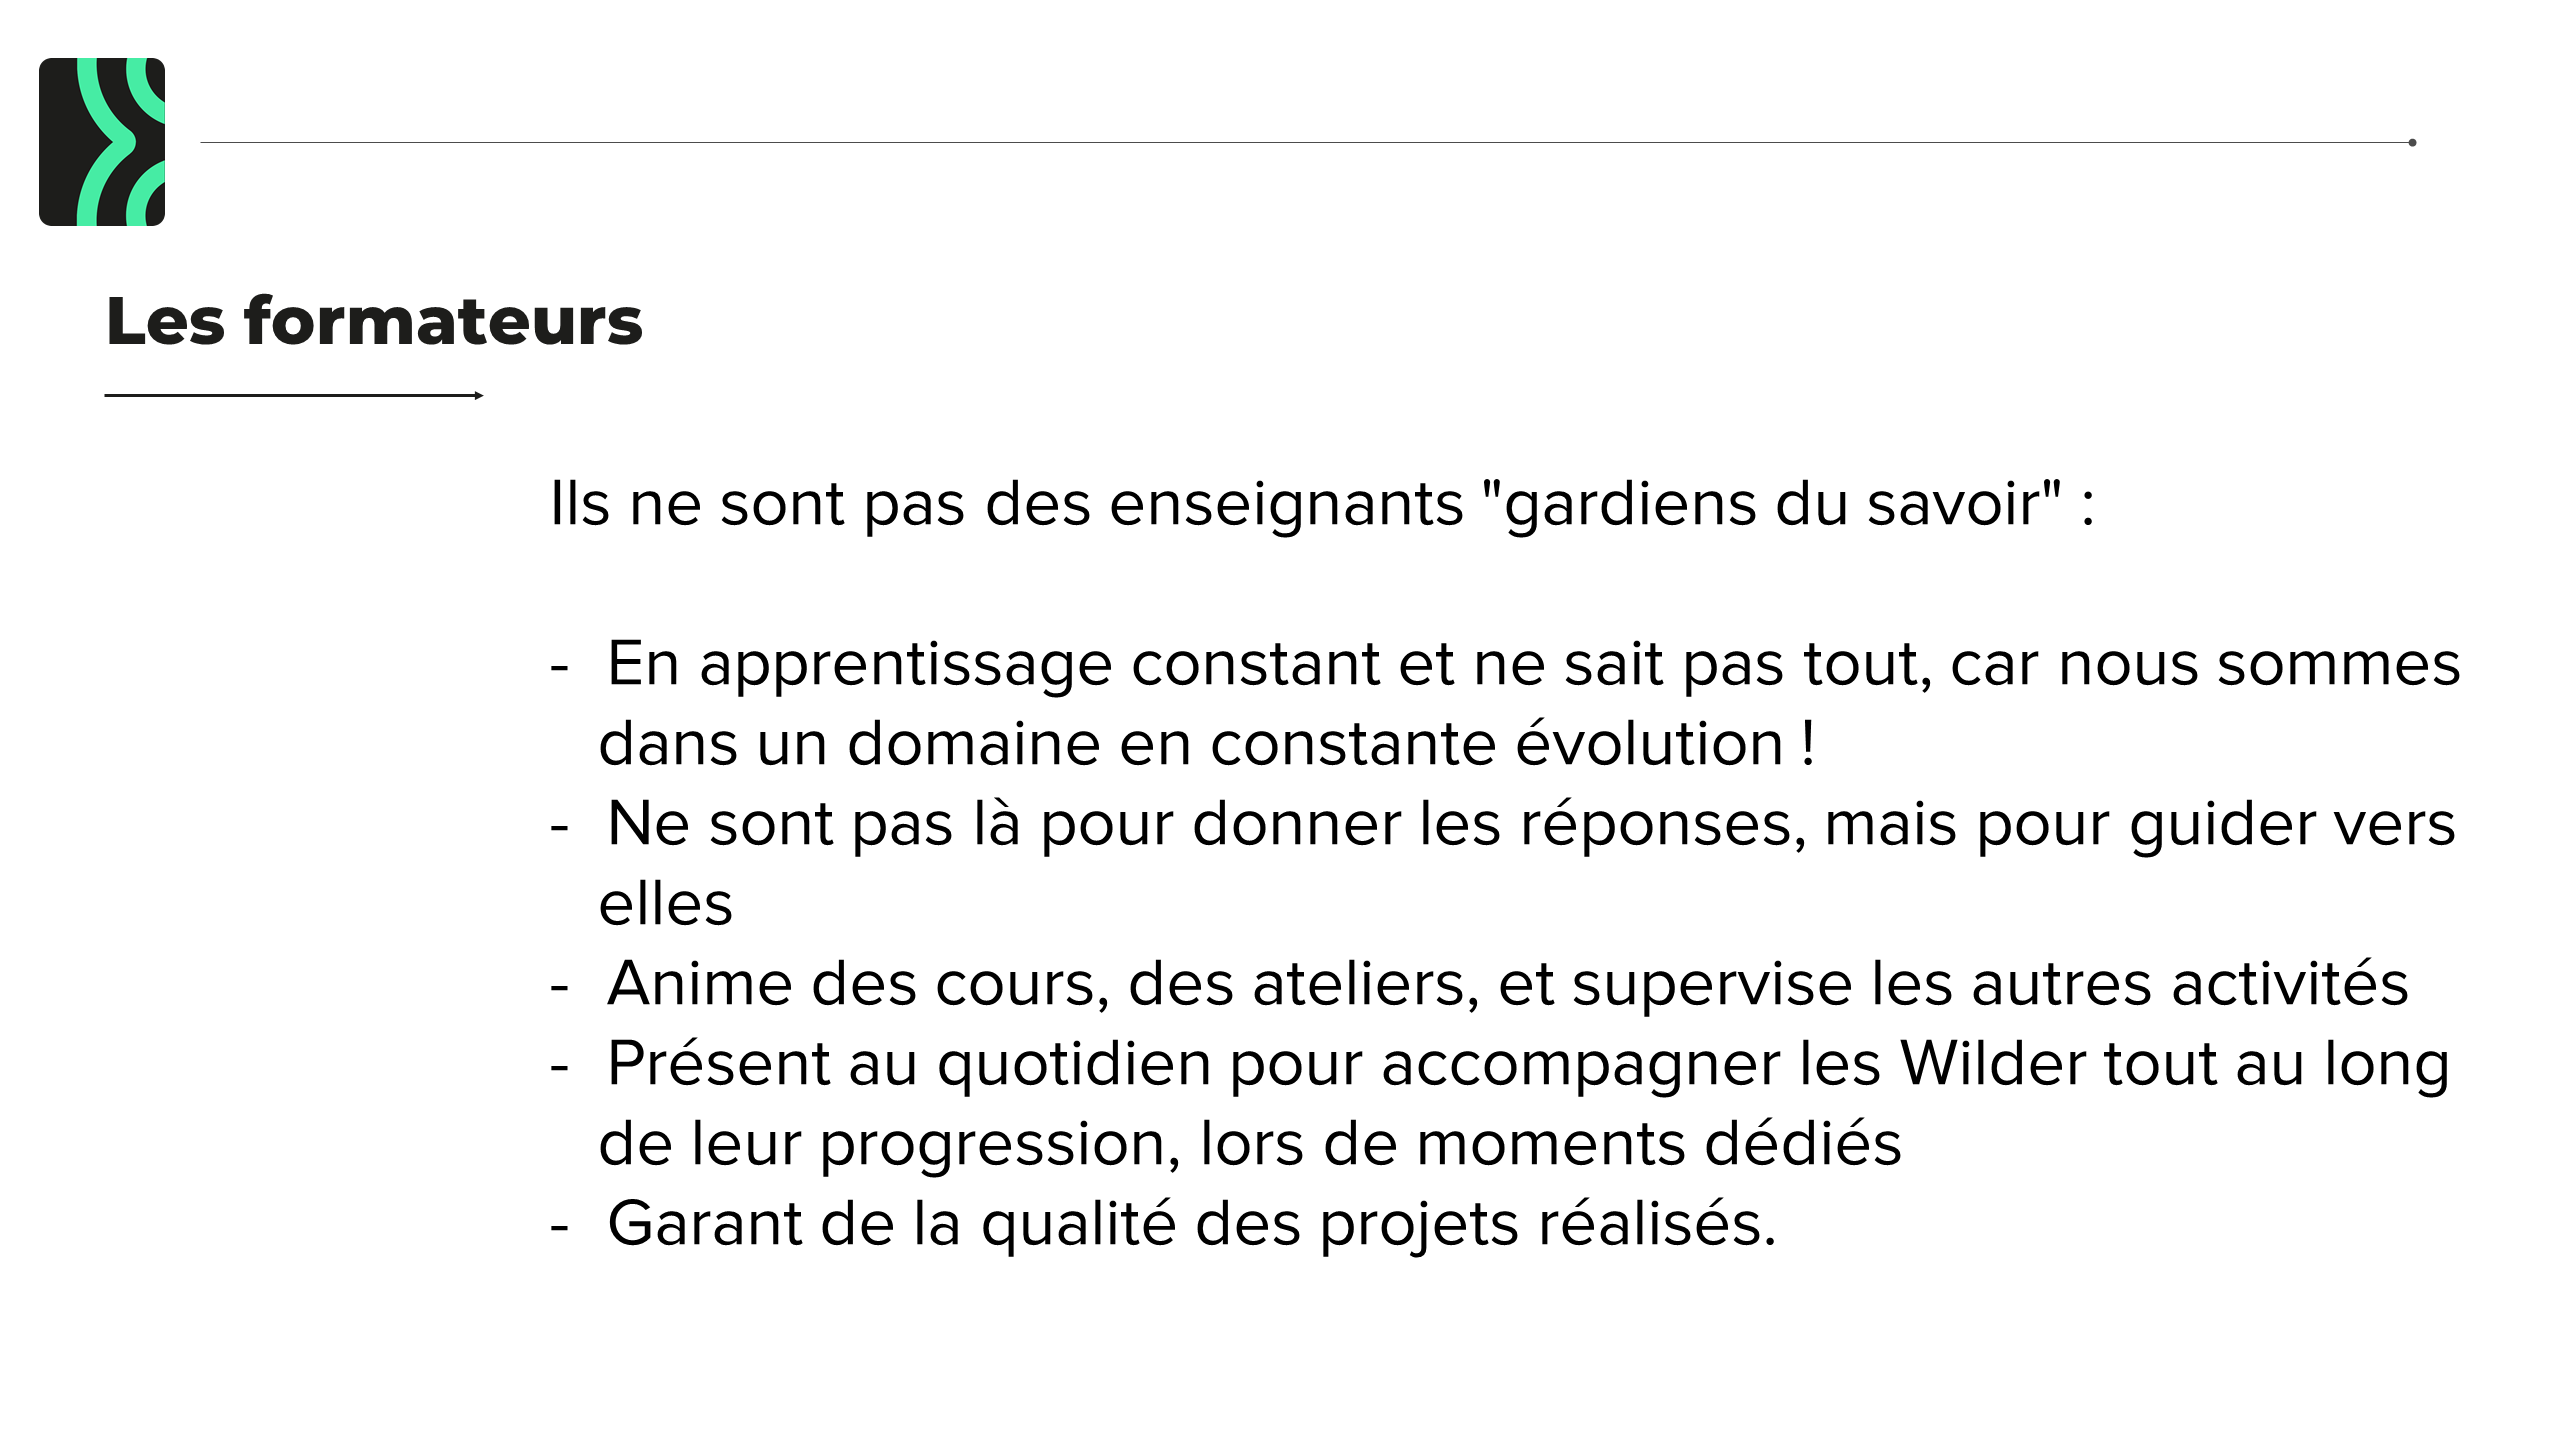 Les formateurs
Ils ne sont pas des enseignants "gardiens du savoir" :
- En apprentissage constant et ne sait pas tout, car nous sommes
dans un domaine en constante évolution !
- Ne sont pas là pour donner les réponses, mais pour guider vers
elles
- Anime des cours, des ateliers, et supervise les autres activités
- Présent au quotidien pour accompagner les Wilder tout au long
de leur progression, lors de moments dédiés
- Garant de la qualité des projets réalisés.